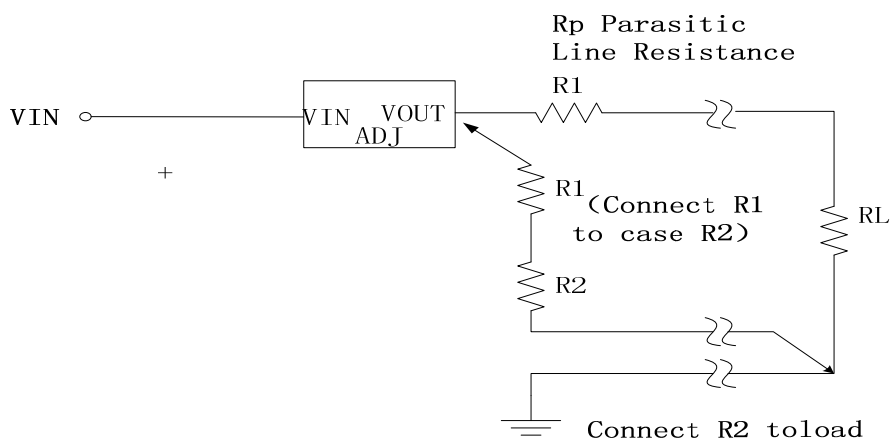 Rp Parasitic
Line Resistance
R1
VIN
VIN
VOUT
ADJ
+
R1
(Connect R1
to case R2)
RL
R2
Connect R2 toload